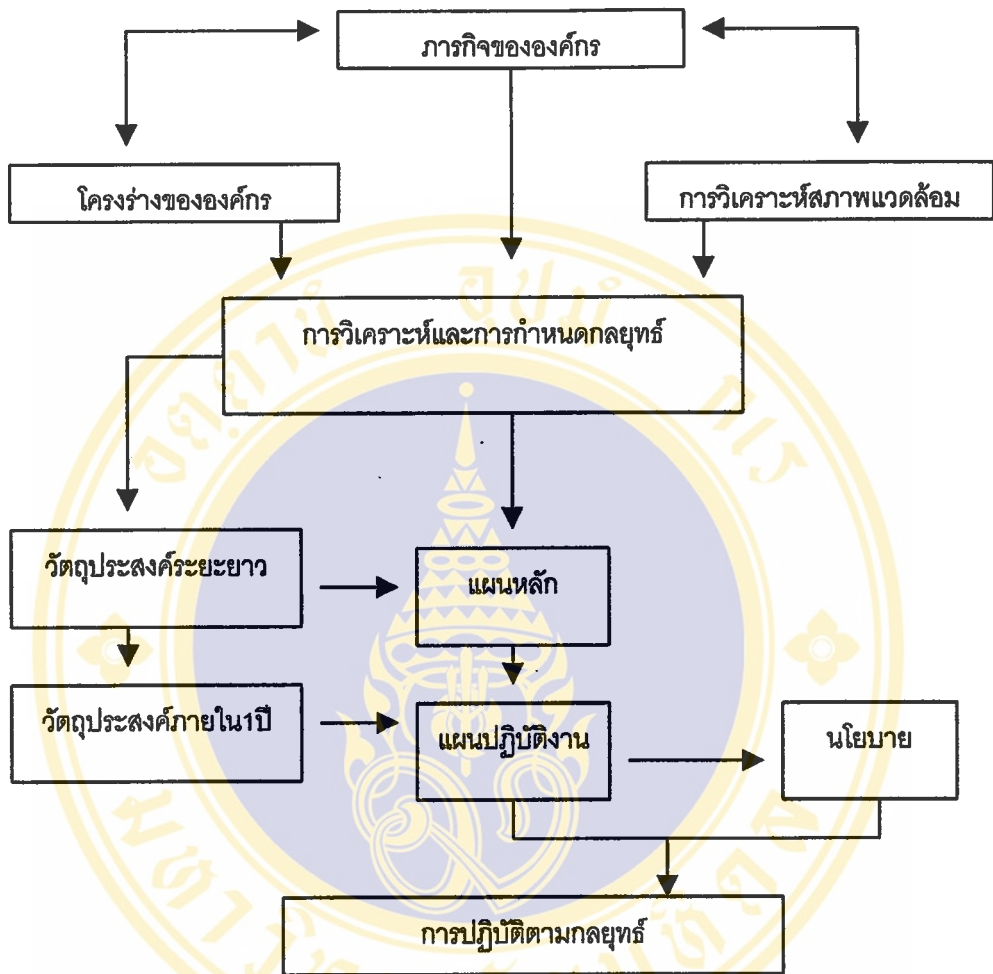 ภารกิจขององค์กร
โครงร่างขององค์กร
การวิเคราะห์สภาพแวดล้อม
การวิเคราะห์และการกำหนดกลยุทธ์
วัตถุประสงค์ระยะยาว
แผนหลัก
วัตถุประสงค์ภายใน1ปี
แผนปฏิบัติงาน
นโยบาย
การปฏิบัติตามกลยุทธ์